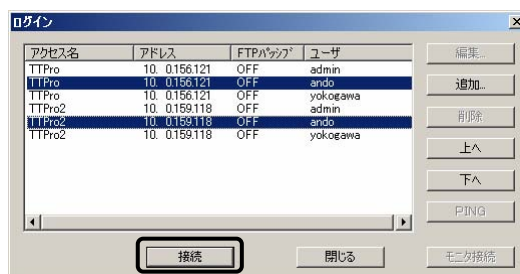 ログイン
アクセス名 アドレス FTPパッシブ ユーザ
TTPro 10. 0.156.121 OFF admin
TTPro 10. 0.156.121 OFF ando
TTPro 10. 0.156.121 OFF yokogawa
TTPro2 10. 0.159.118 OFF admin
TTPro2 10. 0.159.118 OFF ando
TTPro2 10. 0.159.118 OFF yokogawa
編集...
追加...
削除
上へ
下へ
PING
接続 閉じる モニタ接続